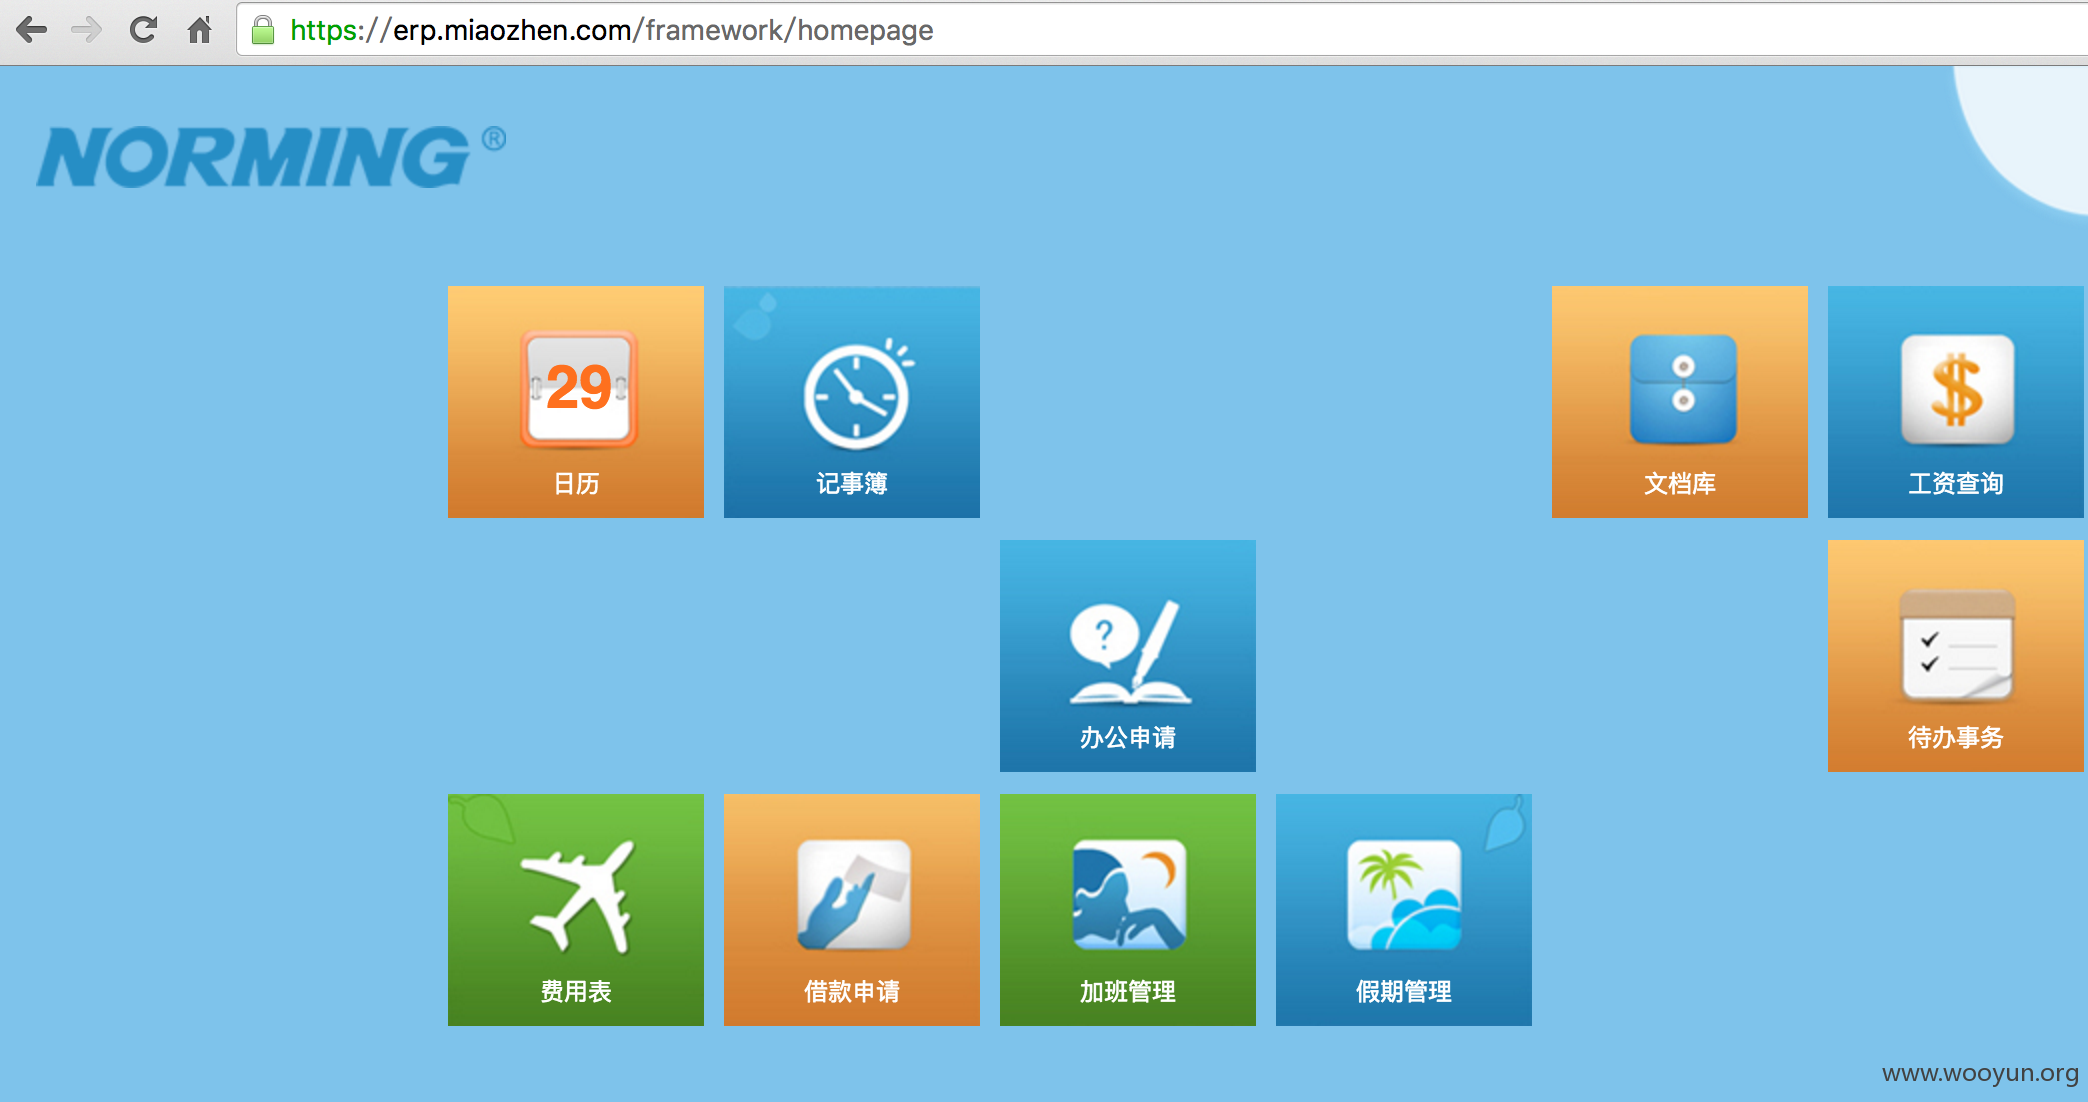 https://erp.miaozhen.com/framework/homepage
NORMING®
29
日历
记事簿
文档库
工资查询
?
$
办公申请
待办事务
费用表
借款申请
加班管理
假期管理
www.wooyun.org